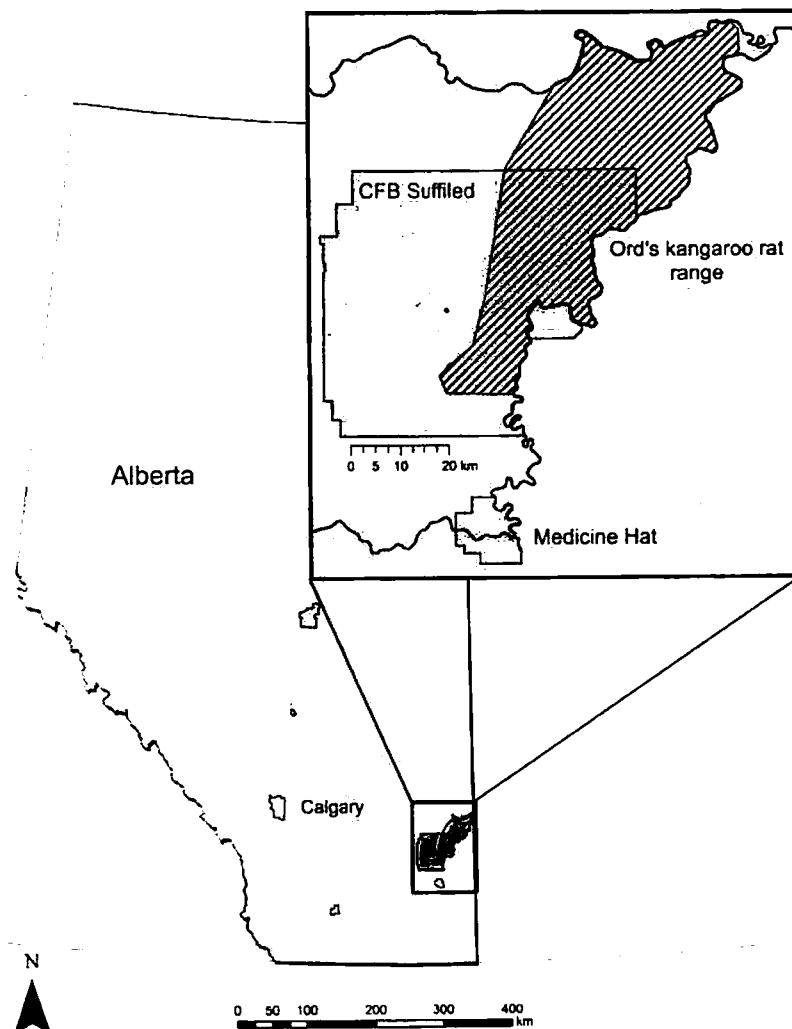 CFB Suffiled
Ord's kangaroo rat
range
0 5 10 20 km
Alberta
Medicine Hat
Calgary
N
0 50 100 200 300 400
km